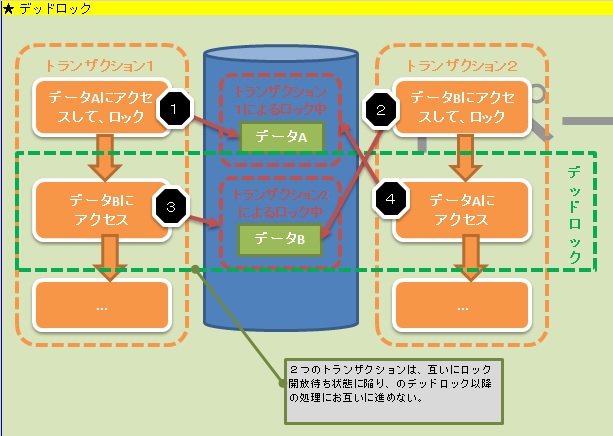 ★ デッドロック
トランザクション1
トランザクション2
データAにアクセ
スして、ロック
1
トランザクション
1によるロック中
データA
2
データBにアクセ
スして、ロック
データBに
アクセス
3
トランザクション2
によるロック中
データB
4
データAに
アクセス
デッドロック
...
...
2つのトランザクションは、互いにロック
開放待ち状態に陥り、のデッドロック以降
の処理にお互いに進めない。